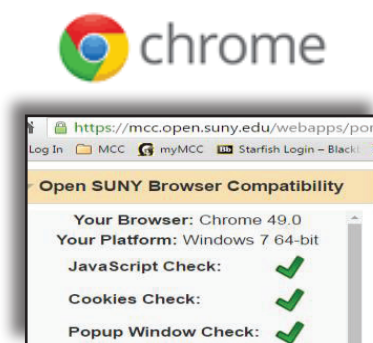 chrome
https://mcc.open.suny.edu/webapps/por
Log In MCC myMCC Bb Starfish Login – Black
Open SUNY Browser Compatibility
Your Browser: Chrome 49.0
Your Platform: Windows 7 64-bit
JavaScript Check:
Cookies Check:
Popup Window Check: